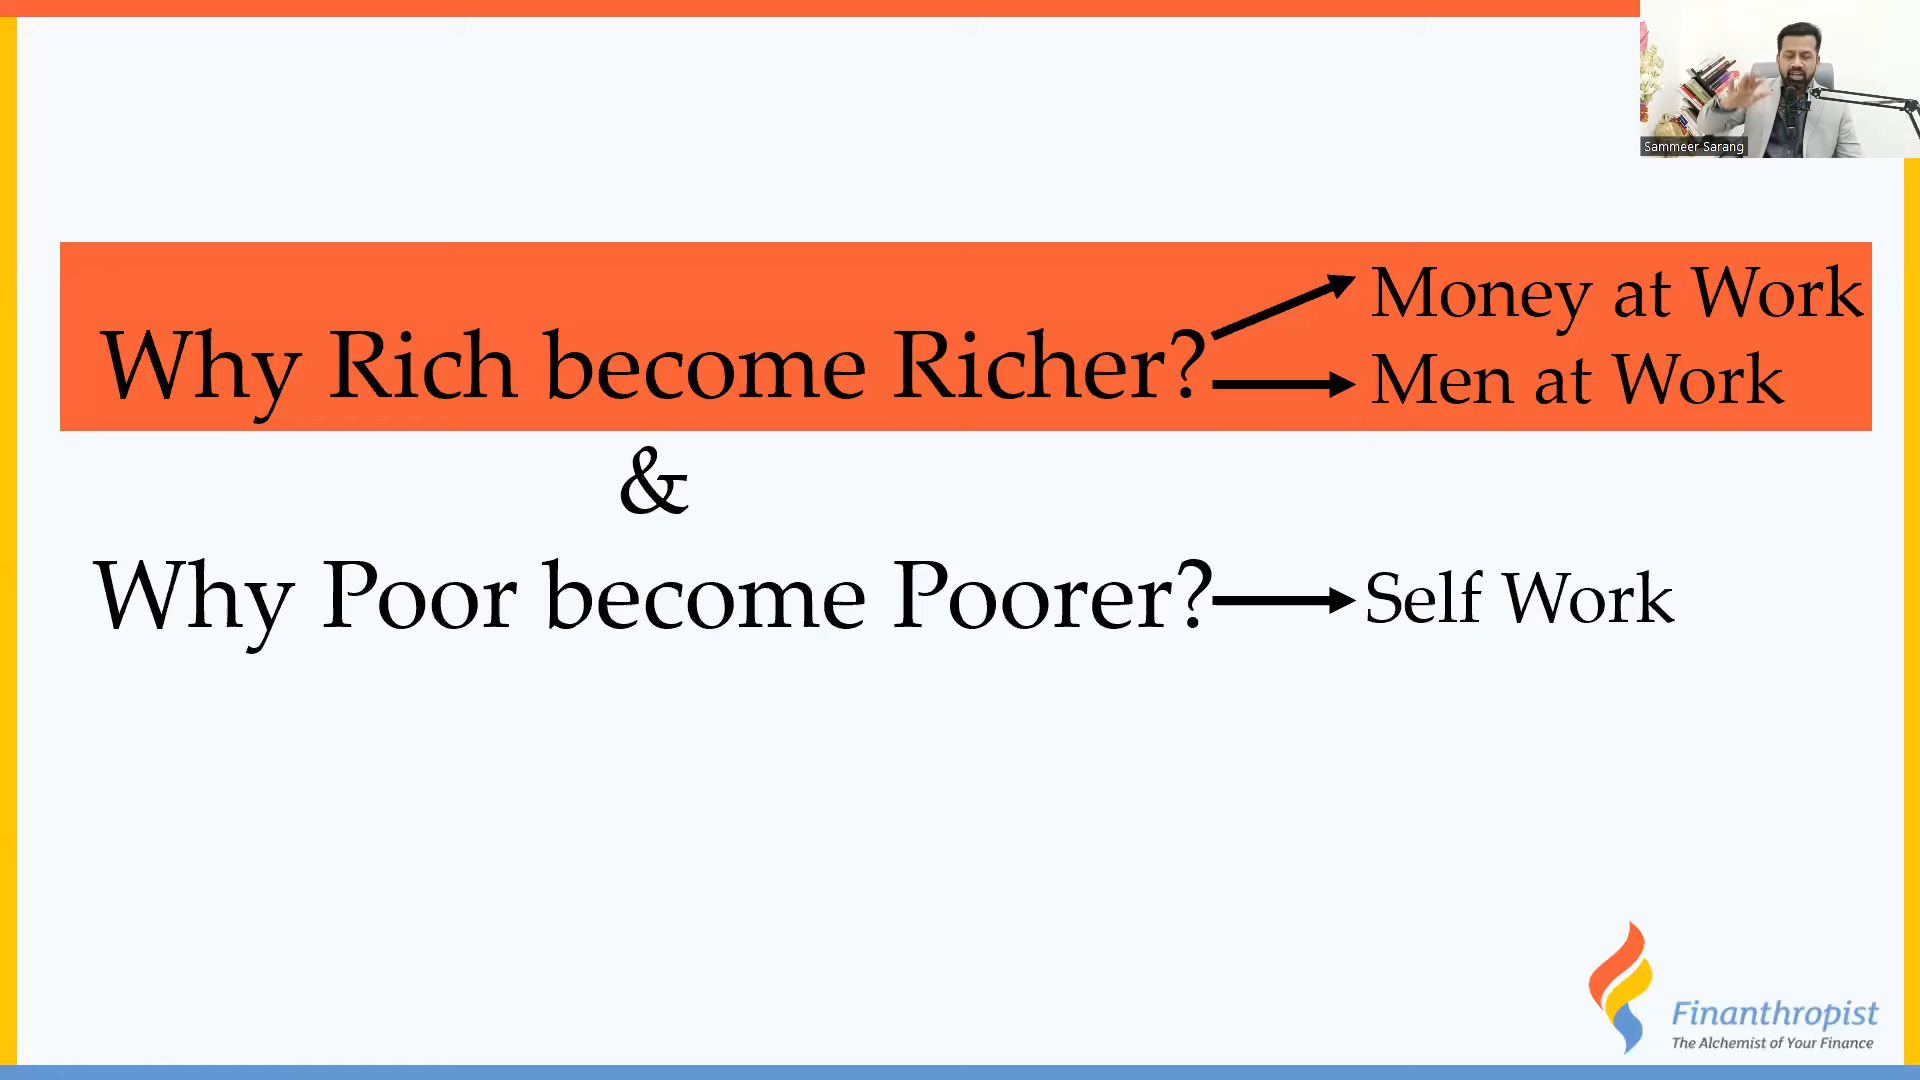 Sammeer Sarang
Money at Work
Why Rich become Richer?
Men at Work
&
Why Poor become Poorer?
Self Work
Finanthropist
The Alchemist of Your Finance